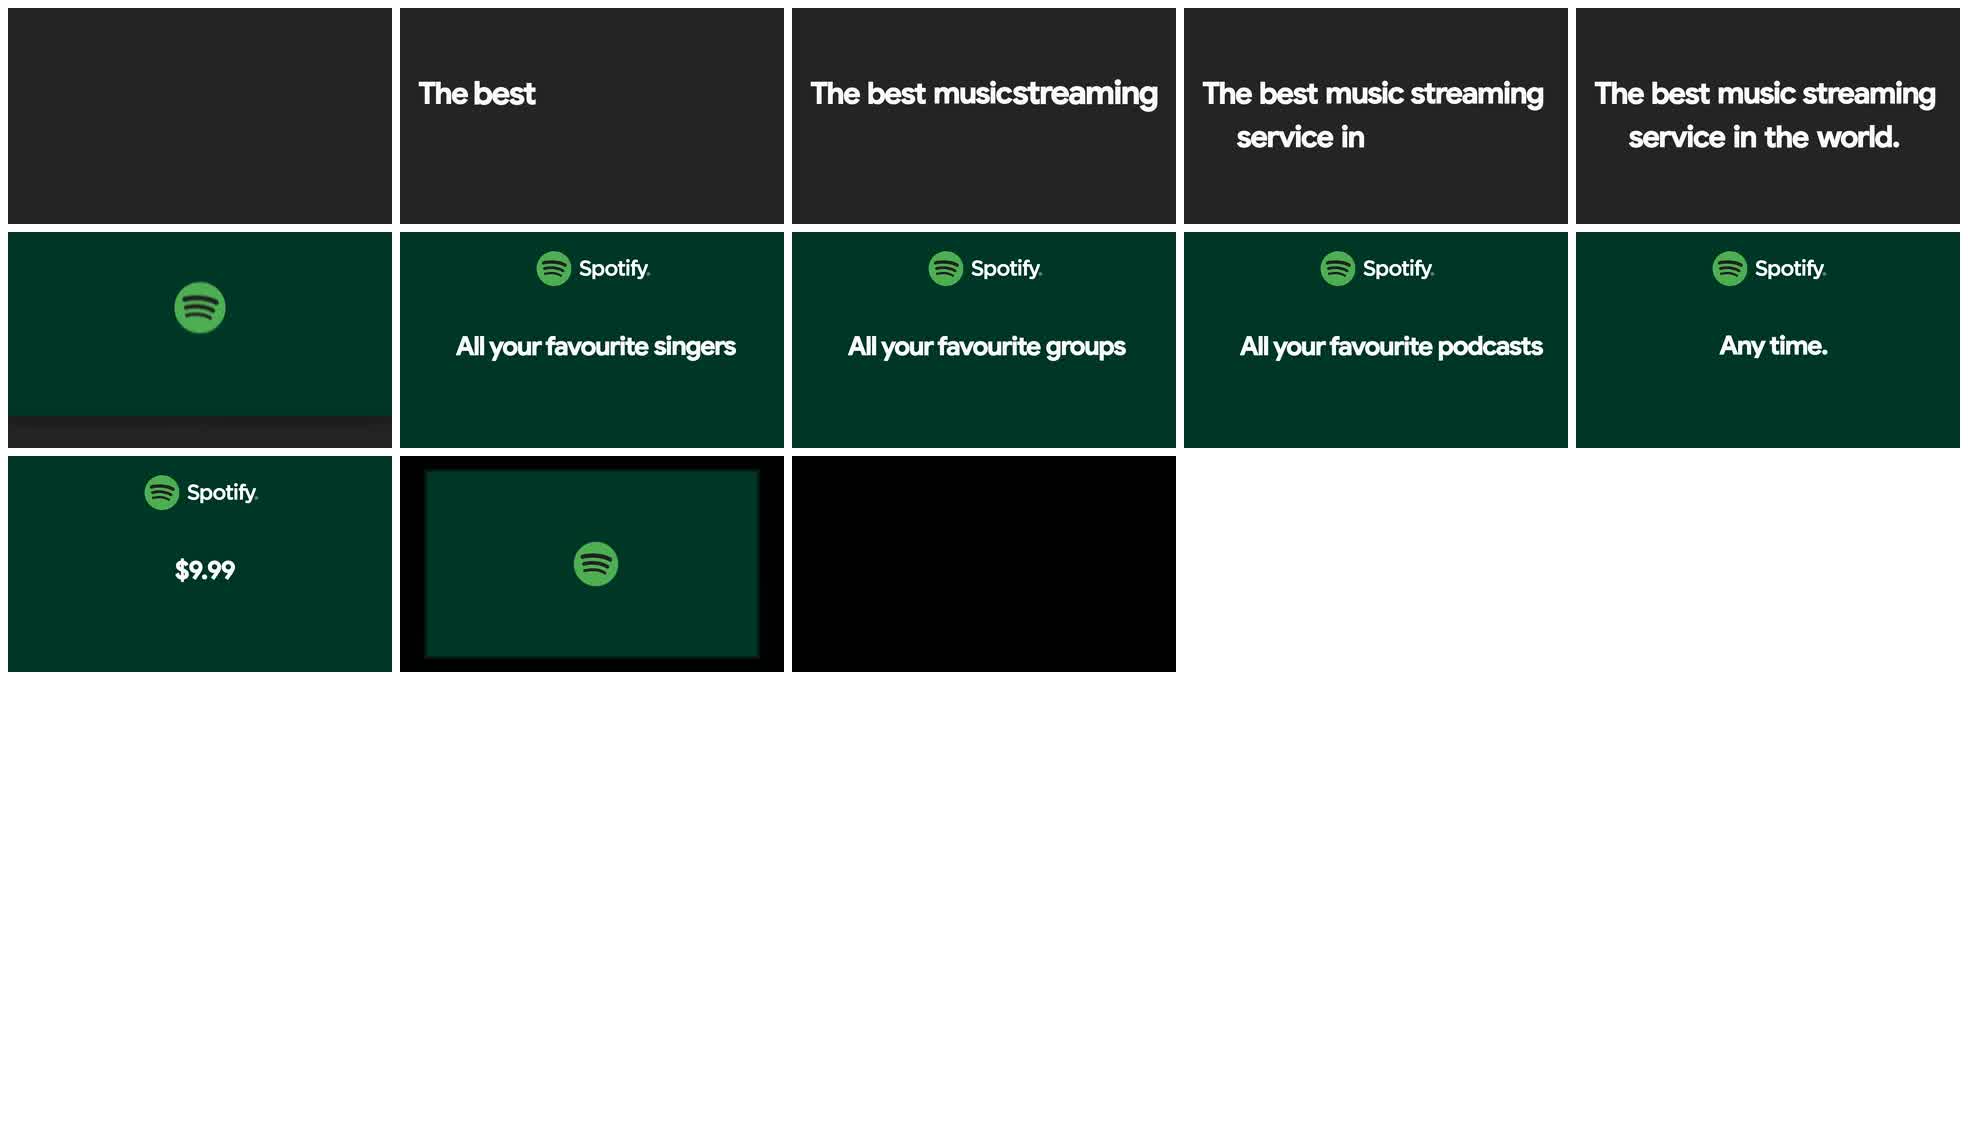 The best
The best musicstreaming
The best music streaming
service in
The best music streaming
service in the world.
Spotify
All your favourite singers
Spotify
All your favourite groups
Spotify
All your favourite podcasts
Spotify
Any time.
Spotify
$9.99